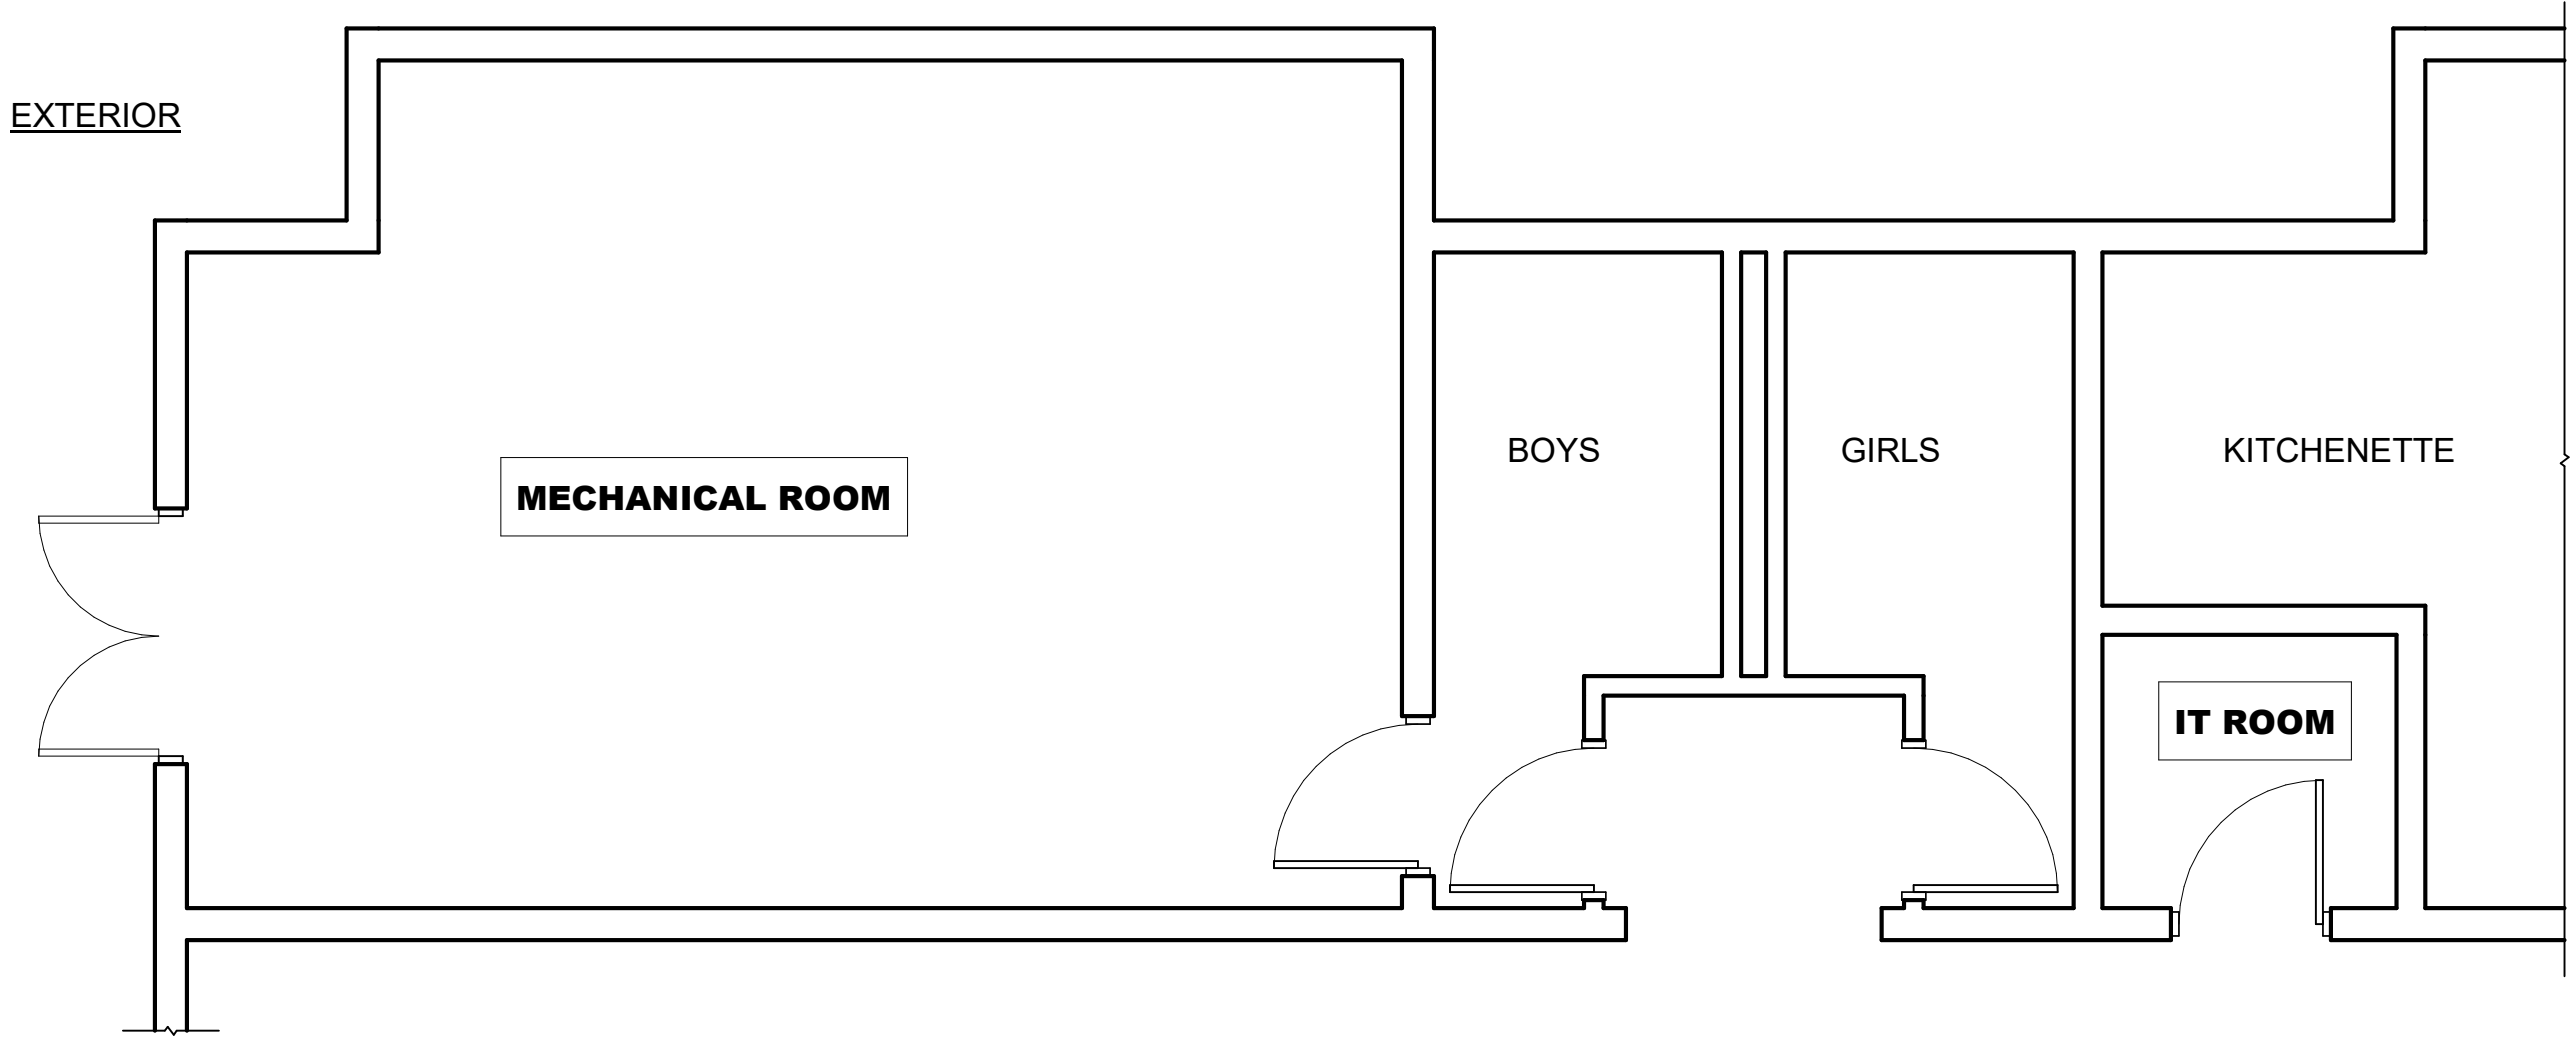 EXTERIOR
MECHANICAL ROOM
BOYS
GIRLS
KITCHENETTE
IT ROOM